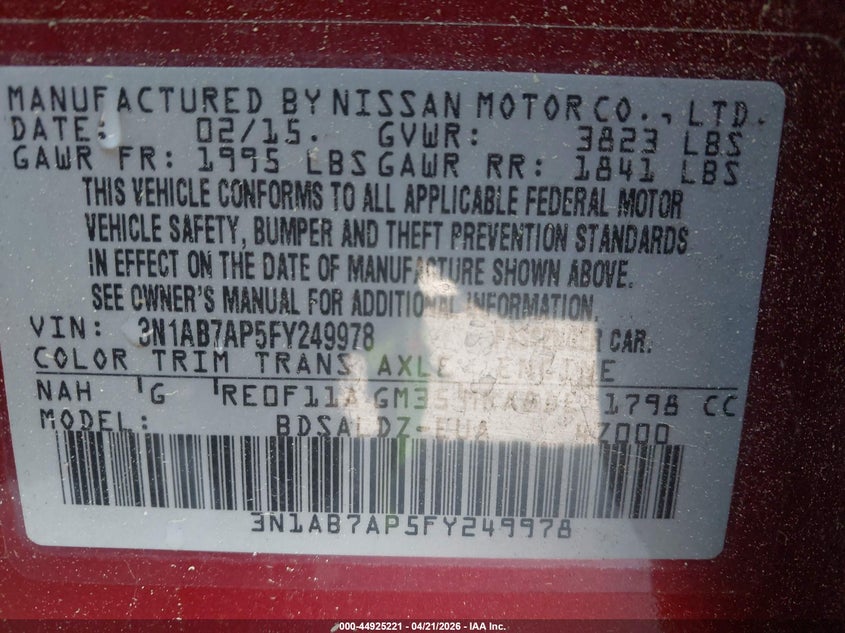 MANUFACTURED BY NISSAN MOTOR CO., LTD.
DATE: 02/15. GVWR: 3823 LBS
GAWR FR: 1995 LBS GAWR RR: 1841 LBS
THIS VEHICLE CONFORMS TO ALL APPLICABLE FEDERAL MOTOR
VEHICLE SAFETY, BUMPER AND THEFT PREVENTION STANDARDS
IN EFFECT ON THE DATE OF MANUFACTURE SHOWN ABOVE.
SEE OWNER'S MANUAL FOR ADDITIONAL INFORMATION.
VIN: 3N1AB7AP5FY249978 PASSENGER CAR.
COLOR TRIM TRANS AXLE ENGINE
NAH G RE0F11A 1798 CC
MODEL:
3N1AB7AP5FY249978
000-44925221 - 04/21/2026 - IAA Inc.